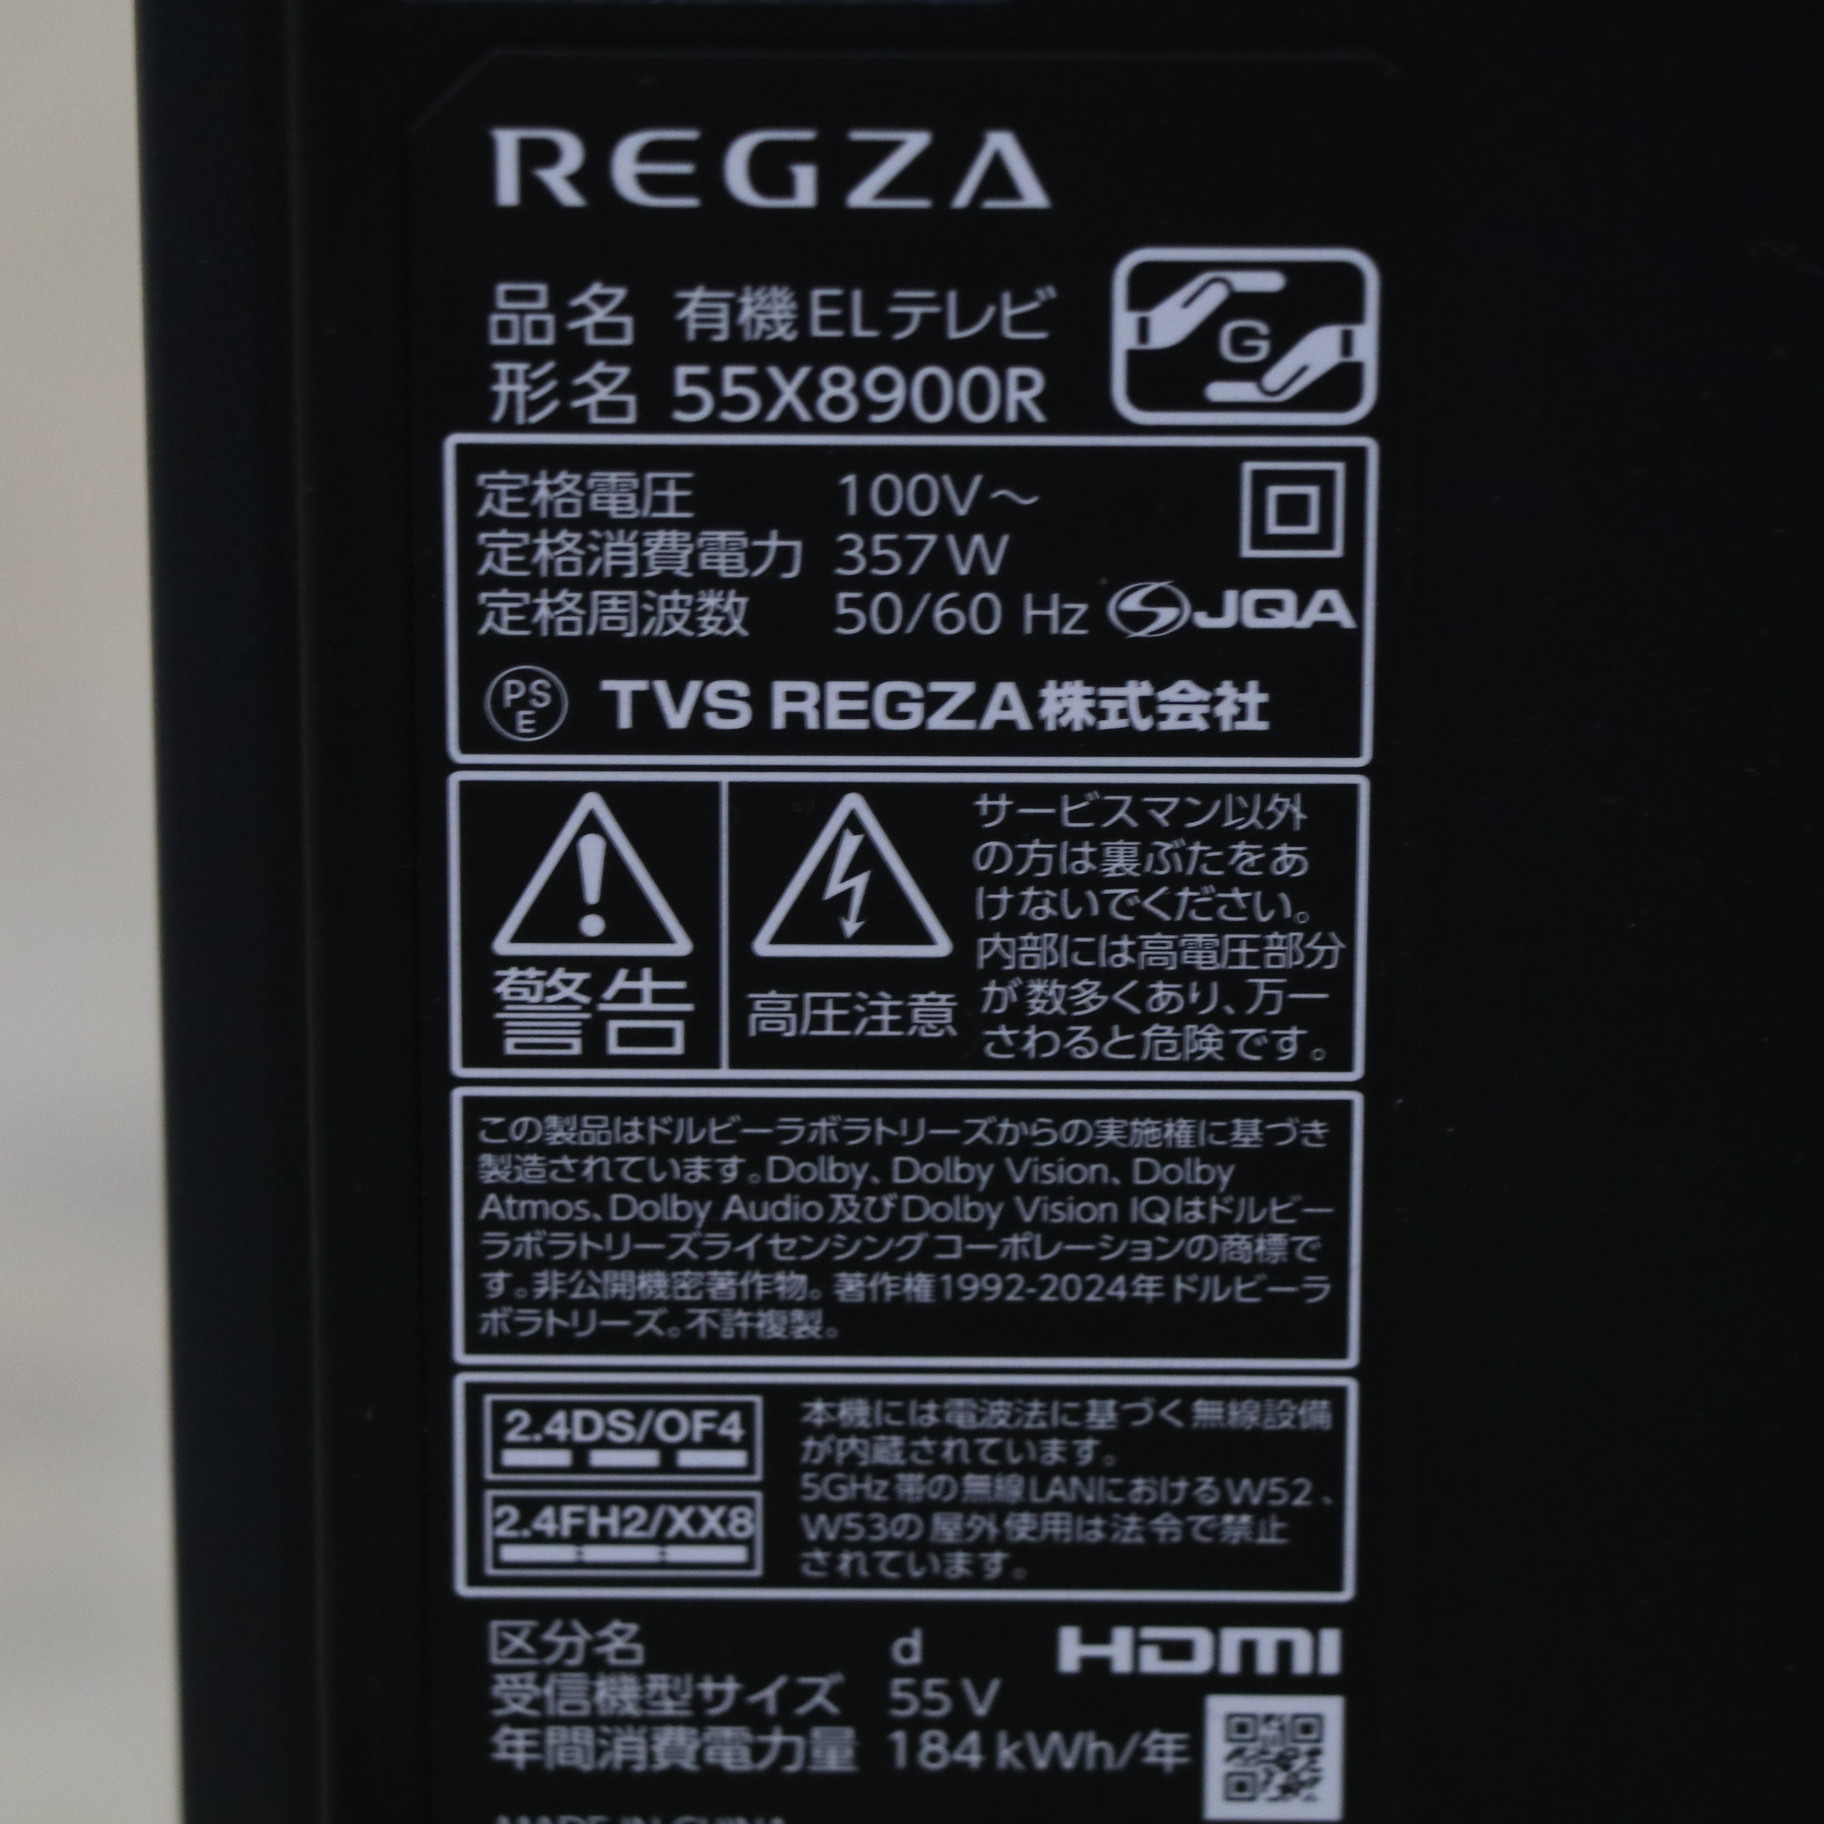 REGZA
品名 有機ELテレビ
形名 55X8900R
G
定格電圧 100V～
定格消費電力 357W
定格周波数 50/60 Hz JQA
PS
E
TVS REGZA株式会社
警告
高圧注意
サービスマン以外
の方は裏ぶたをあ
けないでください。
内部には高電圧部分
が数多くあり、万一
さわると危険です。
この製品はドルビーラボラトリーズからの実施権に基づき
製造されています。Dolby、Dolby Vision、Dolby
Atmos、Dolby Audio及びDolby Vision IQはドルビー
ラボラトリーズライセンシングコーポレーションの商標で
す。非公開機密著作物。著作権1992-2024年ドルビーラ
ボラトリーズ。不許複製。
2.4DS/OF4
2.4FH2/XX8
本機には電波法に基づく無線設備
が内蔵されています。
5GHz帯の無線LANにおけるW52、
W53の屋外使用は法令で禁止
されています。
区分名 d
HDMI
受信機型サイズ 55V
年間消費電力量 184kWh/年
MADE IN CHINA